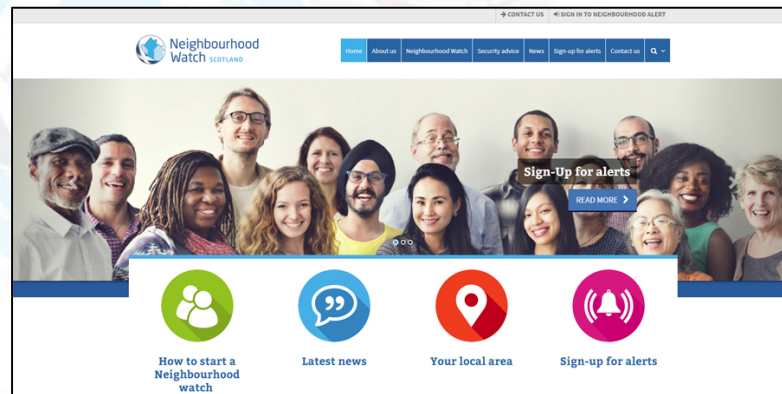 CONTACT US SIGN IN TO NEIGHBOURHOOD ALERT
Neighbourhood
Watch SCOTLAND
Home About us Neighbourhood Watch Security advice News Sign-up for alerts Contact us
Sign-Up for alerts
READ MORE
How to start a
Neighbourhood
watch
Latest news
Your local area
Sign-up for alerts